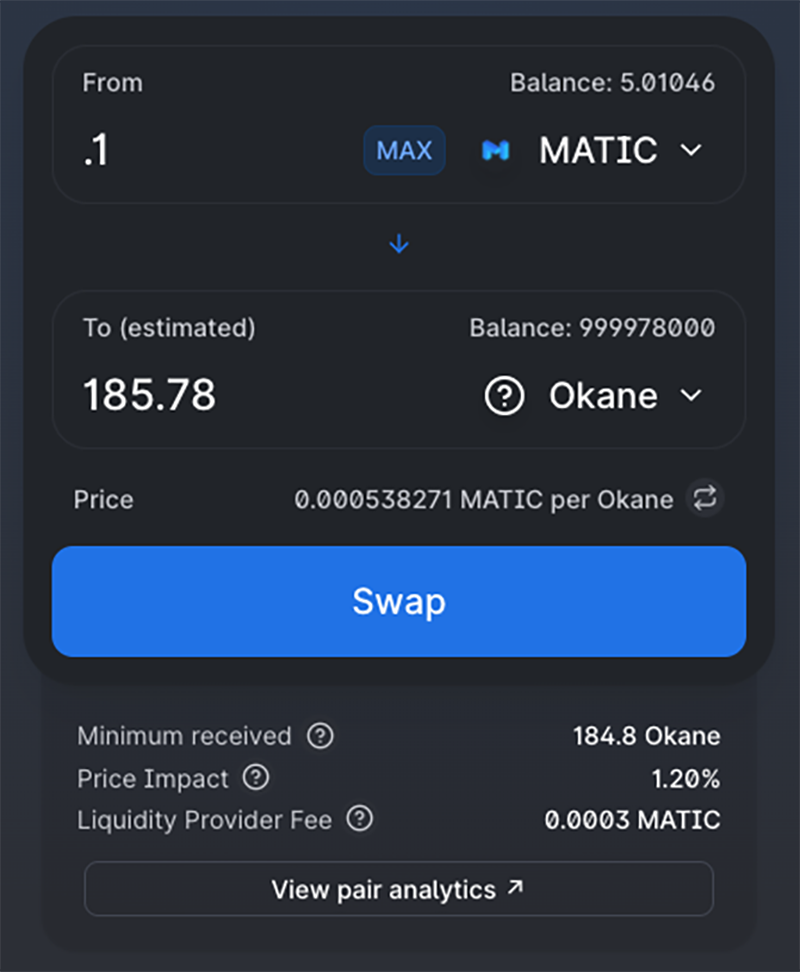 From Balance: 5.01046
.1 MAX MATIC
To (estimated) Balance: 999978000
185.78 Okane
Price 0.000538271 MATIC per Okane
Swap
Minimum received ? 184.8 Okane
Price Impact ? 1.20%
Liquidity Provider Fee ? 0.0003 MATIC
View pair analytics ↗